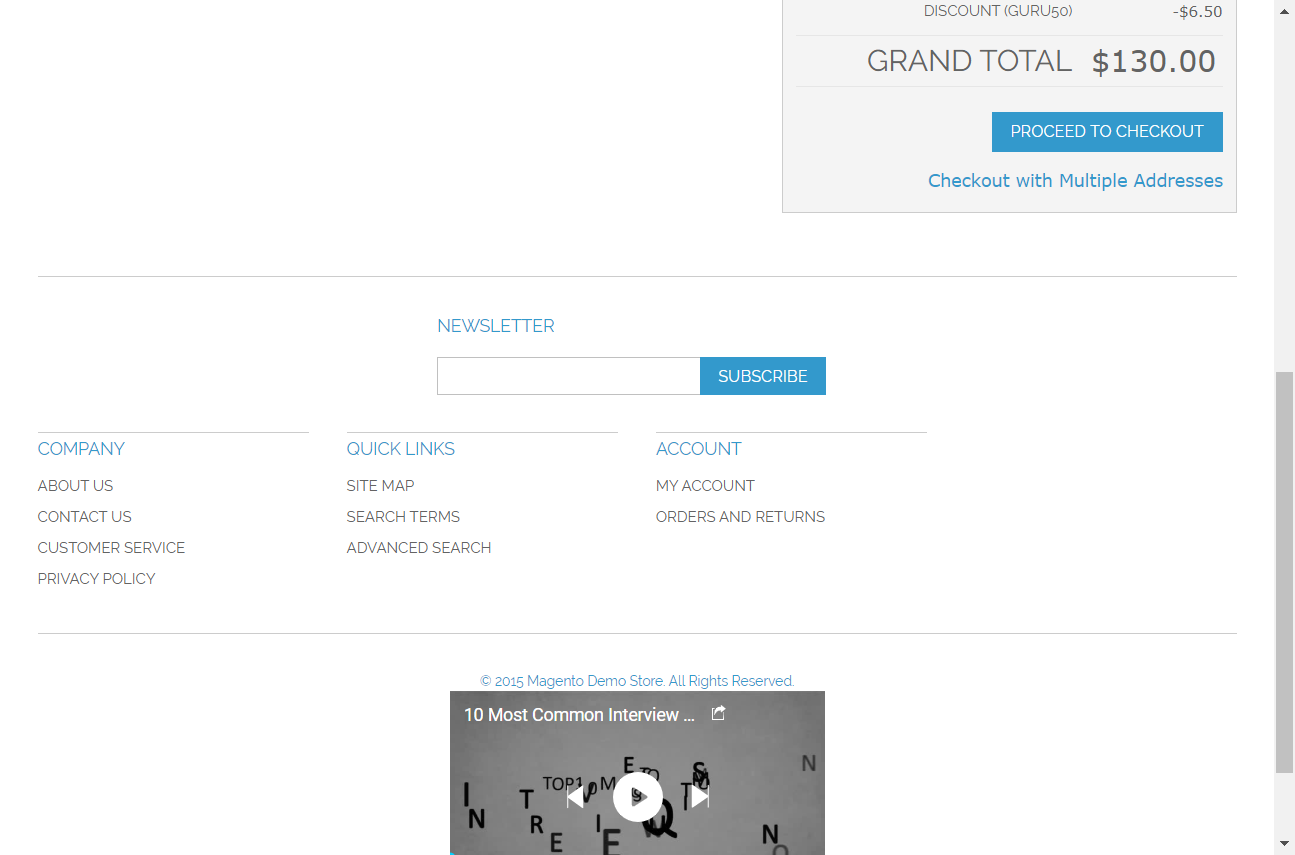 DISCOUNT (GURU50) -$6.50
GRAND TOTAL $130.00
PROCEED TO CHECKOUT
Checkout with Multiple Addresses
NEWSLETTER
SUBSCRIBE
COMPANY
ABOUT US
CONTACT US
CUSTOMER SERVICE
PRIVACY POLICY
QUICK LINKS
SITE MAP
SEARCH TERMS
ADVANCED SEARCH
ACCOUNT
MY ACCOUNT
ORDERS AND RETURNS
© 2015 Magento Demo Store. All Rights Reserved.
10 Most Common Interview ...
TOP1